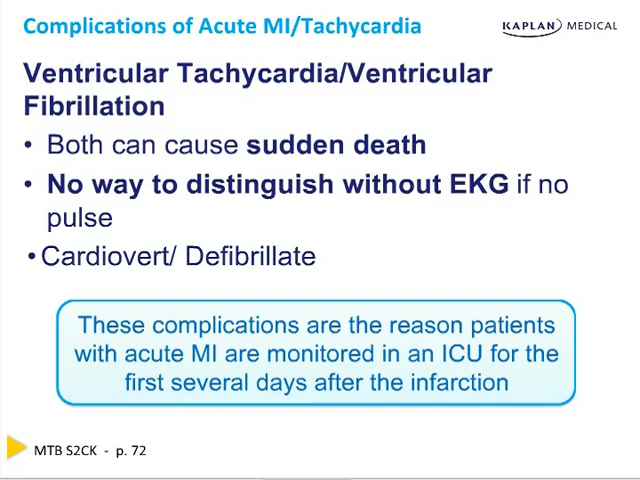 Complications of Acute MI/Tachycardia
KAPLAN MEDICAL
Ventricular Tachycardia/Ventricular
Fibrillation
• Both can cause sudden death
• No way to distinguish without EKG if no
pulse
• Cardiovert/ Defibrillate
These complications are the reason patients
with acute MI are monitored in an ICU for the
first several days after the infarction
MTB S2CK - p. 72